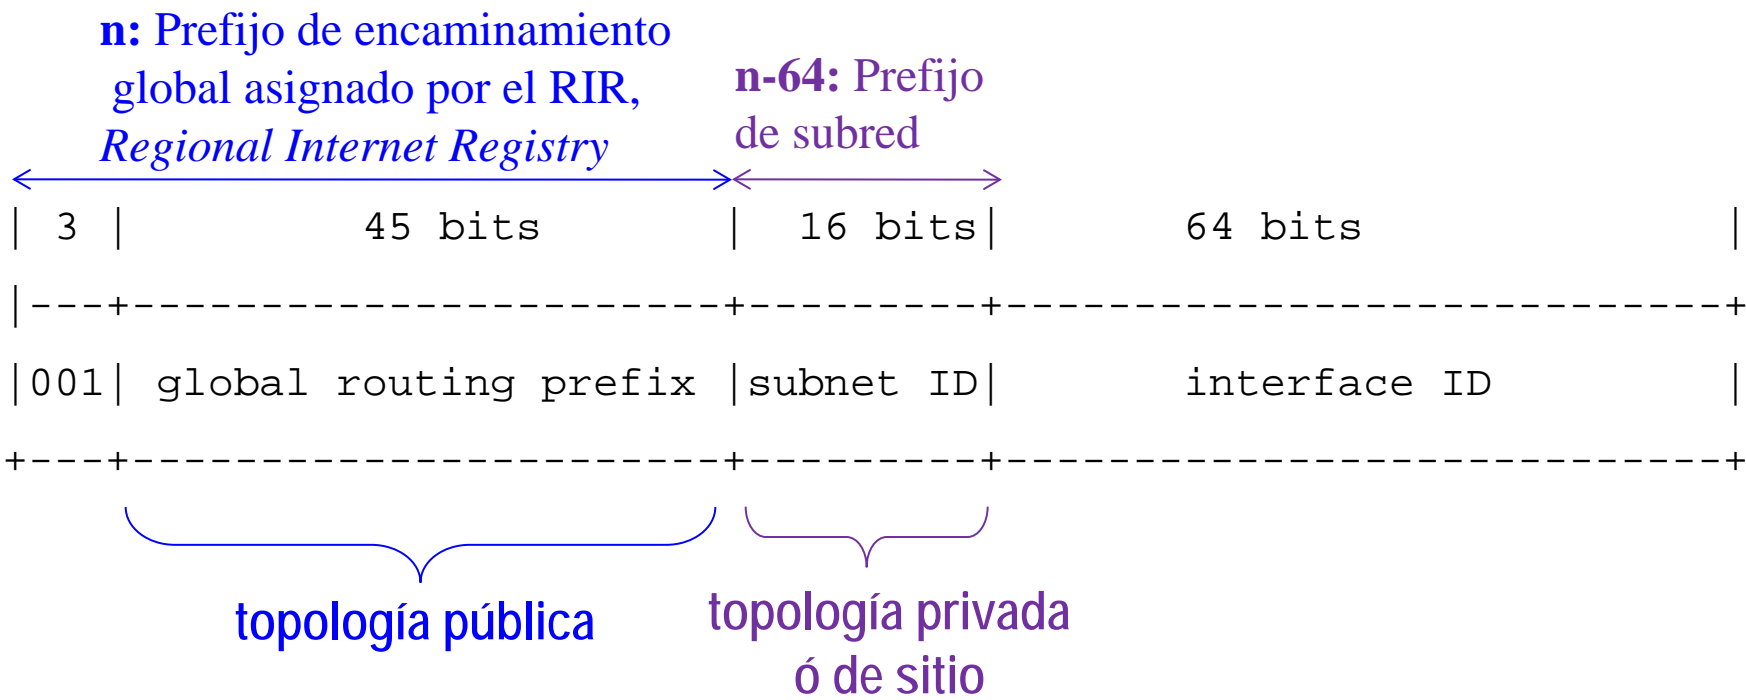 n: Prefijo de encaminamiento
global asignado por el RIR,
Regional Internet Registry
n-64: Prefijo
de subred
| 3 | 45 bits | 16 bits| 64 bits |
|---+-----------------------+---------+-----------------------------+
|001| global routing prefix |subnet ID| interface ID |
+---+-----------------------+---------+-----------------------------+
topología pública
topología privada
ó de sitio